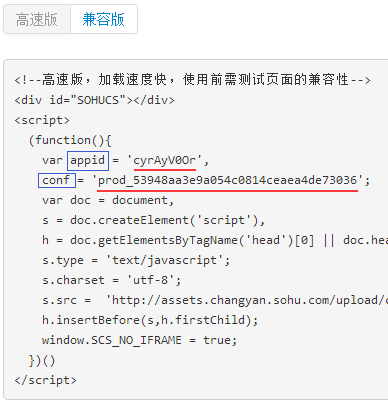 高速版 兼容版
<!--高速版，加载速度快，使用前需测试页面的兼容性-->
<div id="SOHUCS"></div>
<script>
(function(){
var appid = 'cyrAyV0Or',
conf = 'prod_53948aa3e9a054c0814ceaea4de73036';
var doc = document,
s = doc.createElement('script'),
h = doc.getElementsByTagName('head')[0] || doc.hea
s.type = 'text/javascript';
s.charset = 'utf-8';
s.src =  'http://assets.changyan.sohu.com/upload/c
h.insertBefore(s,h.firstChild);
window.SCS_NO_IFRAME = true;
})()
</script>